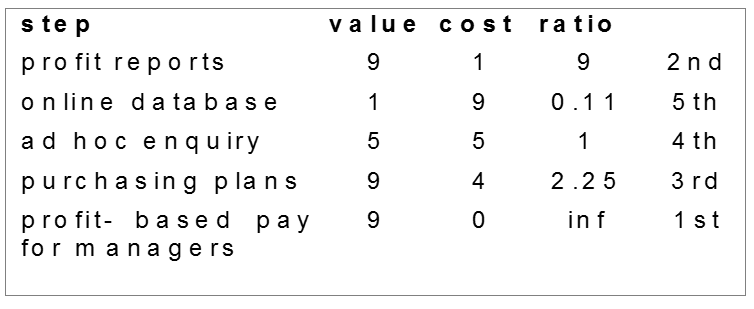 step value cost ratio
profit reports 9 1 9 2nd
online database 1 9 0.11 5th
ad hoc enquiry 5 5 1 4th
purchasing plans 9 4 2.25 3rd
profit- based pay 9 0 inf 1st
for managers